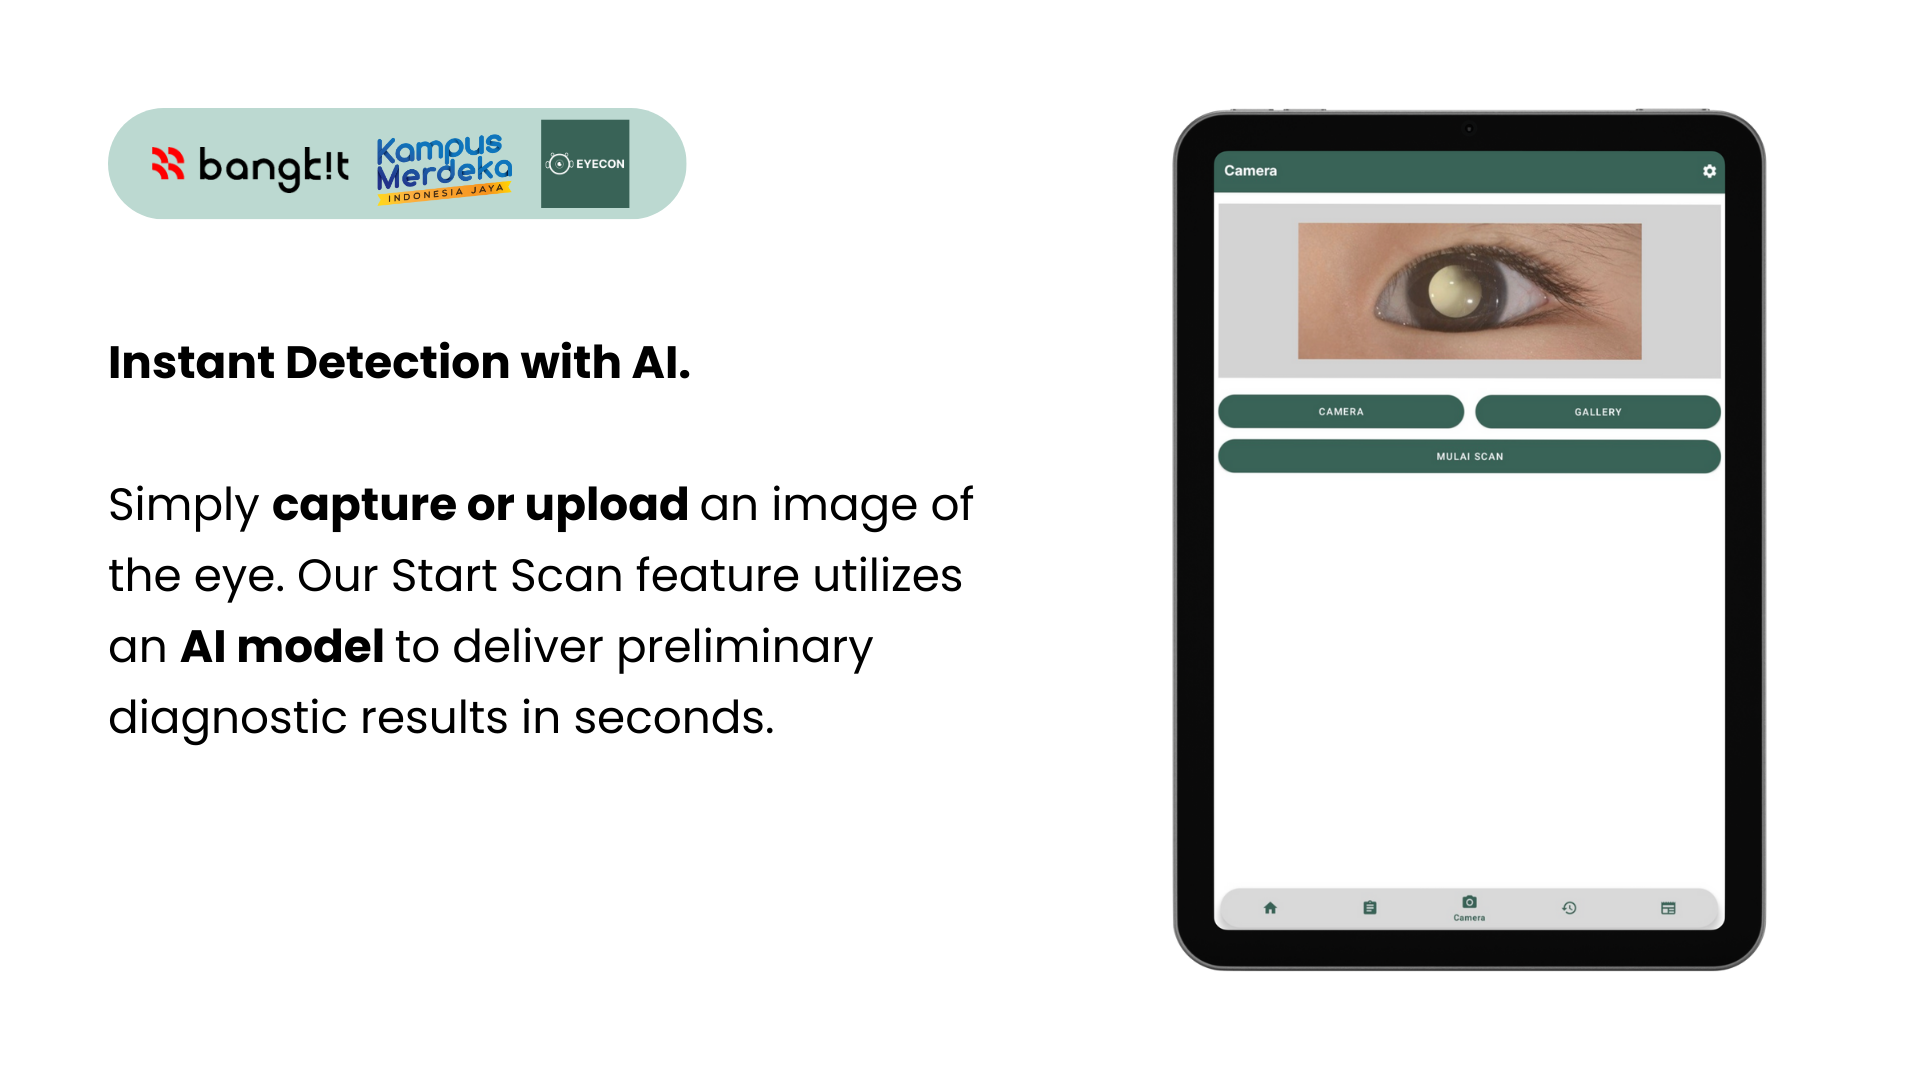 bangk!t
Kampus
Merdeka
INDONESIA JAYA
EYECON
Instant Detection with AI.
Simply capture or upload an image of
the eye. Our Start Scan feature utilizes
an AI model to deliver preliminary
diagnostic results in seconds.
Camera
CAMERA
GALLERY
MULAI SCAN
Camera